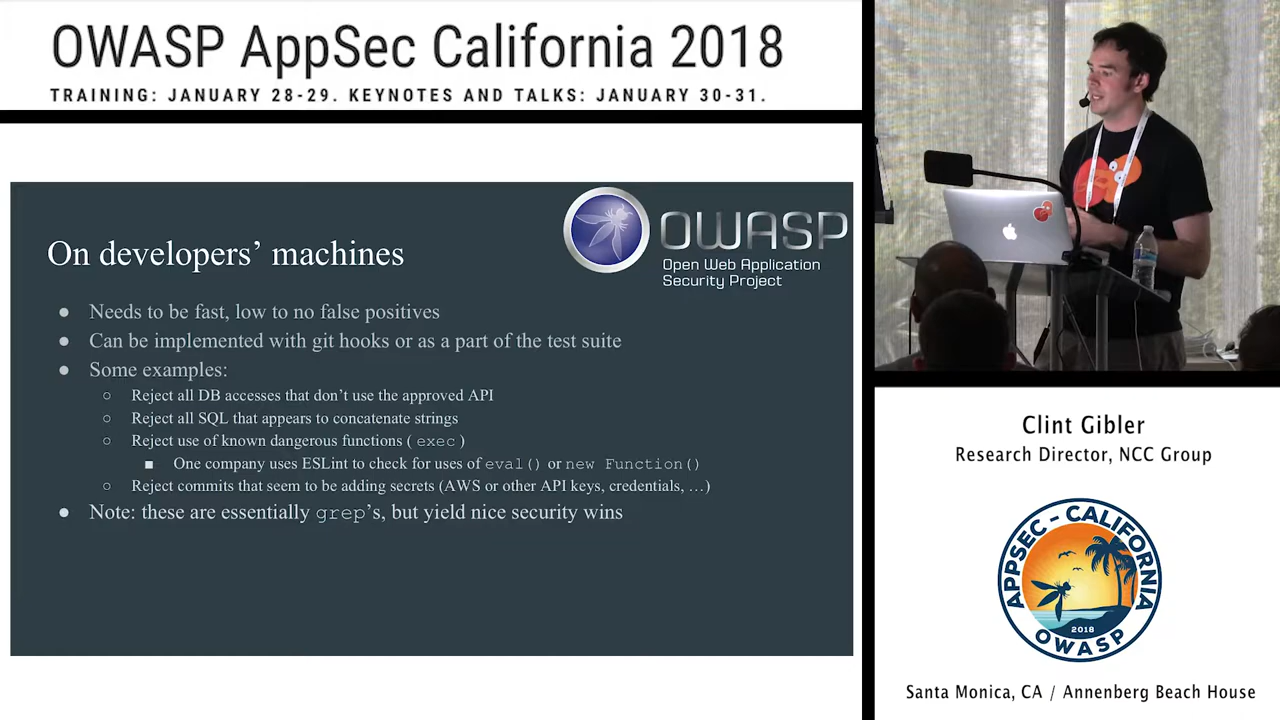 OWASP AppSec California 2018
TRAINING: JANUARY 28-29. KEYNOTES AND TALKS: JANUARY 30-31.
OWASP
Open Web Application
Security Project
On developers’ machines
● Needs to be fast, low to no false positives
● Can be implemented with git hooks or as a part of the test suite
● Some examples:
○ Reject all DB accesses that don’t use the approved API
○ Reject all SQL that appears to concatenate strings
○ Reject use of known dangerous functions ( exec )
■ One company uses ESLint to check for uses of eval() or new Function()
○ Reject commits that seem to be adding secrets (AWS or other API keys, credentials, …)
● Note: these are essentially grep’s, but yield nice security wins
Clint Gibler
Research Director, NCC Group
APPSEC - CALIFORNIA
2018
OWASP
Santa Monica, CA / Annenberg Beach House